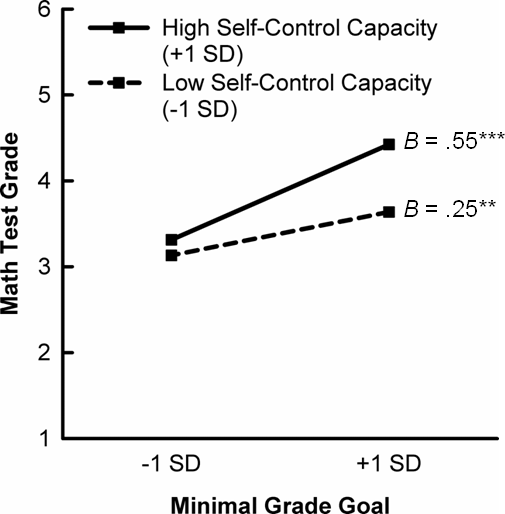 6
High Self-Control Capacity
(+1 SD)
Low Self-Control Capacity
(-1 SD)
5
B = .55***
4
B = .25**
3
2
1
Math Test Grade
-1 SD
+1 SD
Minimal Grade Goal